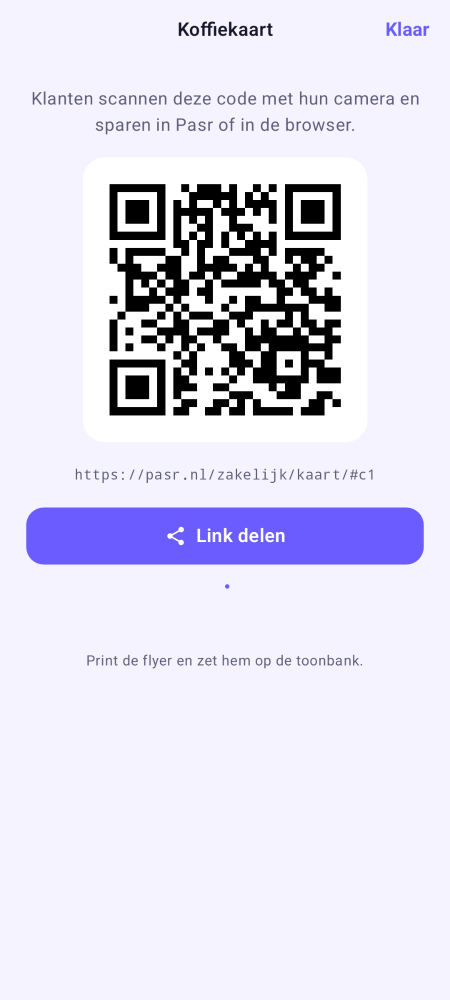 Koffiekaart
Klaar
Klanten scannen deze code met hun camera en
sparen in Pasr of in de browser.
https://pasr.nl/zakelijk/kaart/#c1
Link delen
Print de flyer en zet hem op de toonbank.